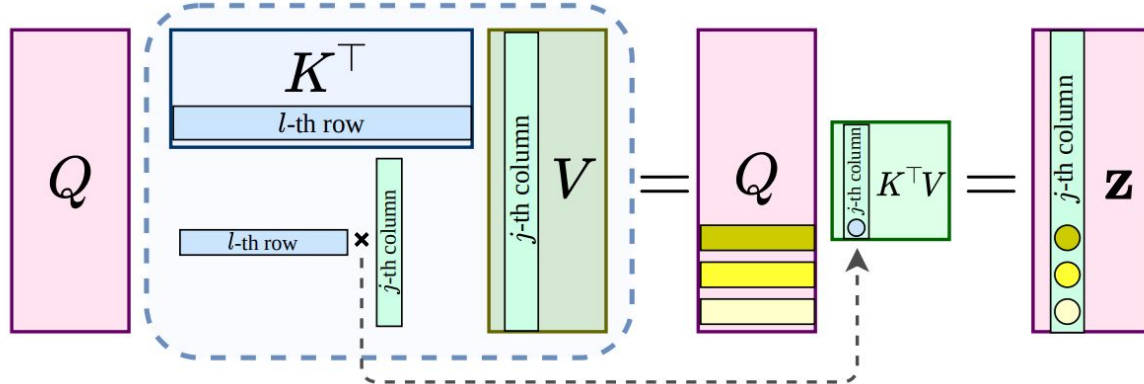 Q
K⊤
l-th row
l-th row
×
j-th column
j-th column
V
=
Q
j-th column
K⊤V
=
j-th column
z